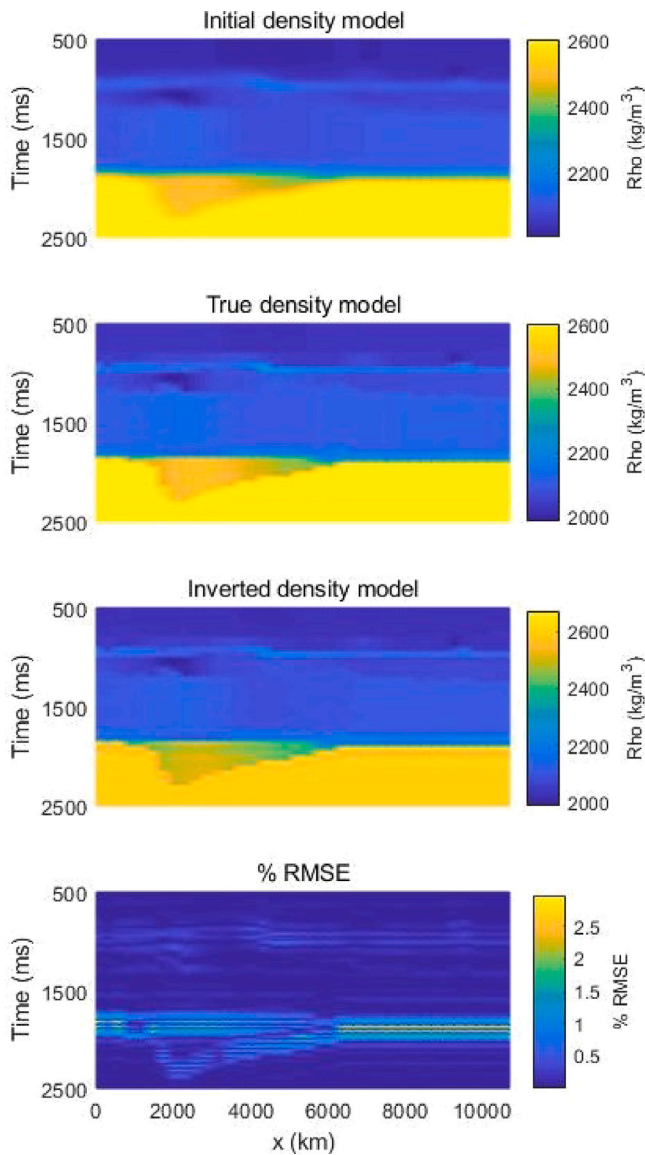 Initial density model
500
1500
2500
Time (ms)
2600
2400
2200
Rho (kg/m³)
True density model
500
1500
2500
Time (ms)
2600
2400
2200
2000
Rho (kg/m³)
Inverted density model
500
1500
2500
Time (ms)
2600
2400
2200
2000
Rho (kg/m³)
% RMSE
500
1500
2500
Time (ms)
2.5
2
1.5
1
0.5
% RMSE
0 2000 4000 6000 8000 10000
x (km)